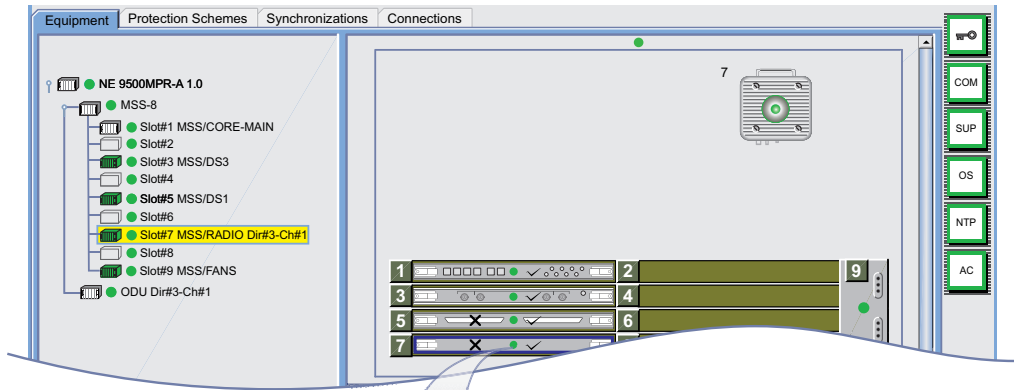 Equipment Protection Schemes Synchronizations Connections
NE 9500MPR-A 1.0
MSS-8
Slot#1 MSS/CORE-MAIN
Slot#2
Slot#3 MSS/DS3
Slot#4
Slot#5 MSS/DS1
Slot#6
Slot#7 MSS/RADIO Dir#3-Ch#1
Slot#8
Slot#9 MSS/FANS
ODU Dir#3-Ch#1
7
1 2 9
3 4
5 6
7
COM
SUP
OS
NTP
AC